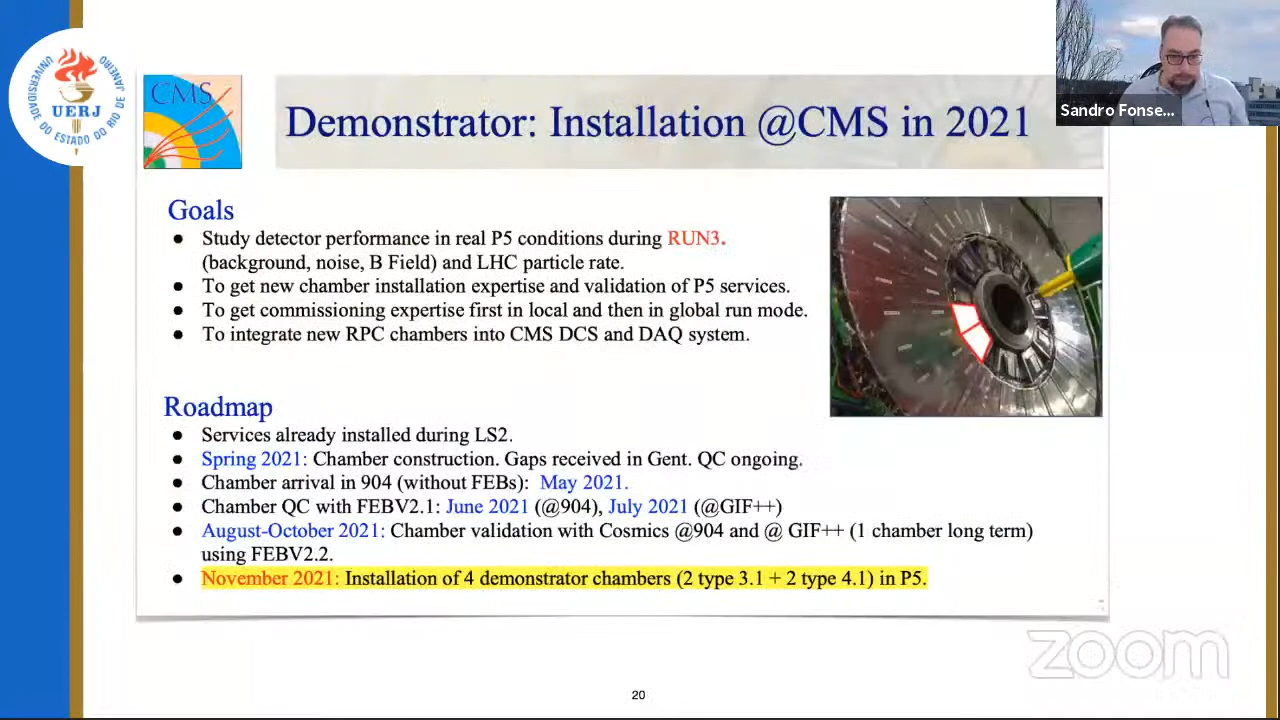 UNIVERSIDADE DO ESTADO DO RIO DE JANEIRO
UERJ
CMS
Demonstrator: Installation @CMS in 2021
Sandro Fonse...
Goals
● Study detector performance in real P5 conditions during RUN3.
(background, noise, B Field) and LHC particle rate.
● To get new chamber installation expertise and validation of P5 services.
● To get commissioning expertise first in local and then in global run mode.
● To integrate new RPC chambers into CMS DCS and DAQ system.
Roadmap
● Services already installed during LS2.
● Spring 2021: Chamber construction. Gaps received in Gent. QC ongoing.
● Chamber arrival in 904 (without FEBs): May 2021.
● Chamber QC with FEBV2.1: June 2021 (@904), July 2021 (@GIF++)
● August-October 2021: Chamber validation with Cosmics @904 and @ GIF++ (1 chamber long term)
using FEBV2.2.
● November 2021: Installation of 4 demonstrator chambers (2 type 3.1 + 2 type 4.1) in P5.
zoom
20